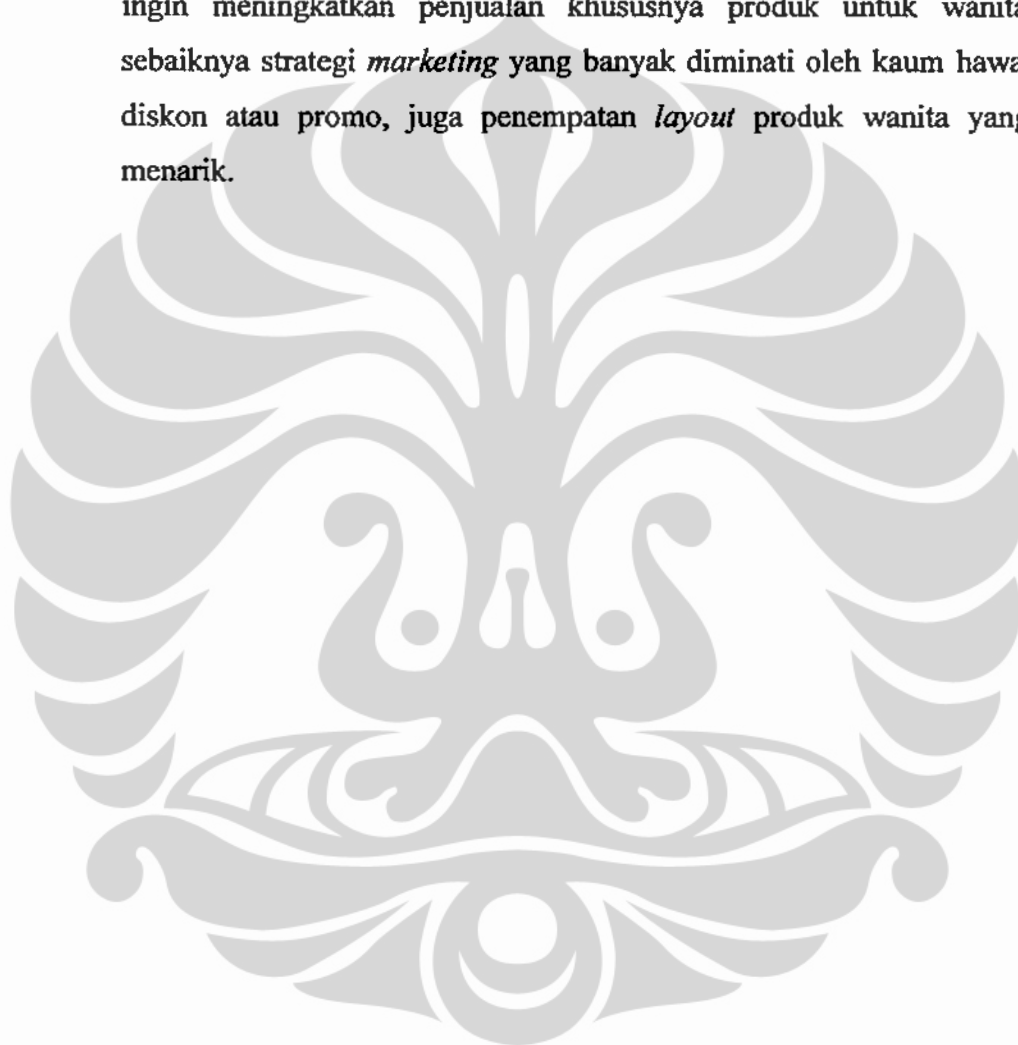 ingin meningkatkan penjualan khususnya produk untuk wanita
sebaiknya strategi marketing yang banyak diminati oleh kaum hawa
diskon atau promo, juga penempatan layout produk wanita yang
menarik.